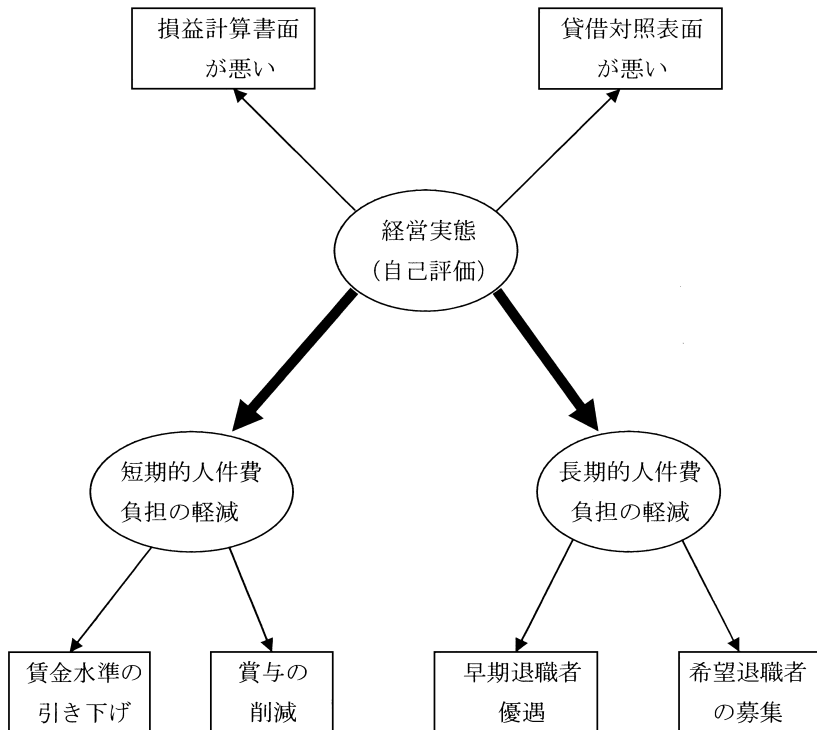 損益計算書面
が悪い
貸借対照表面
が悪い
経営実態
（自己評価）
短期的人件費
負担の軽減
長期的人件費
負担の軽減
賃金水準の
引き下げ
賞与の
削減
早期退職者
優遇
希望退職者
の募集